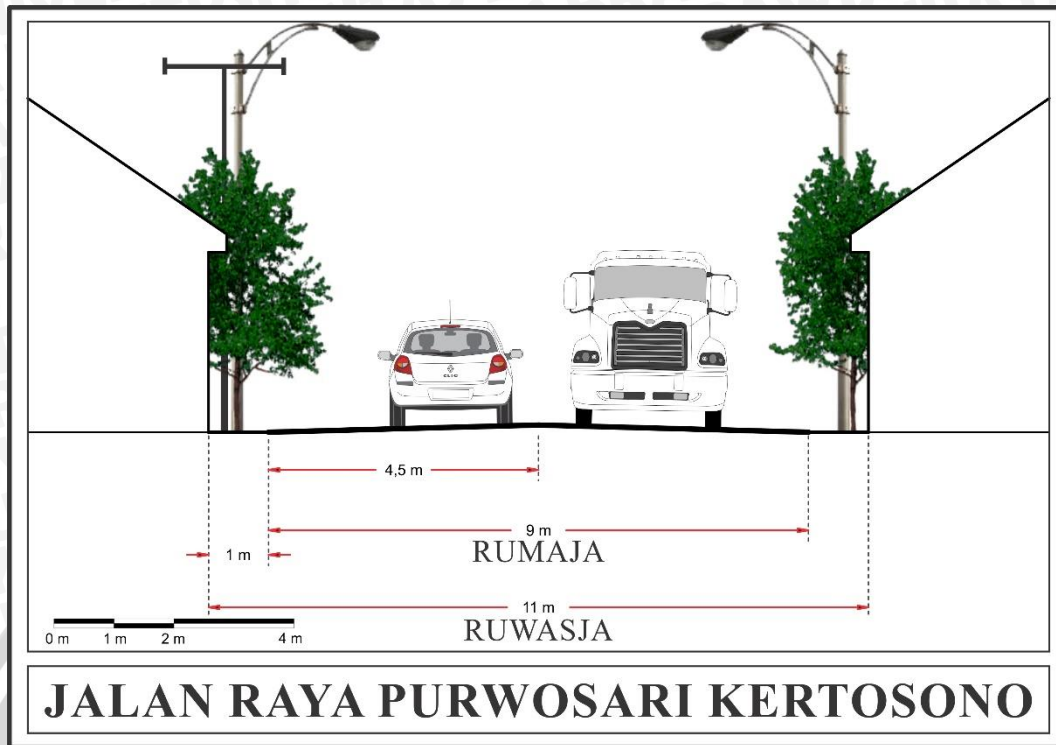 4,5 m
9 m
RUMAJA
1 m
11 m
RUWASJA
0 m 1 m 2 m 4 m
JALAN RAYA PURWOSARI KERTOSONO